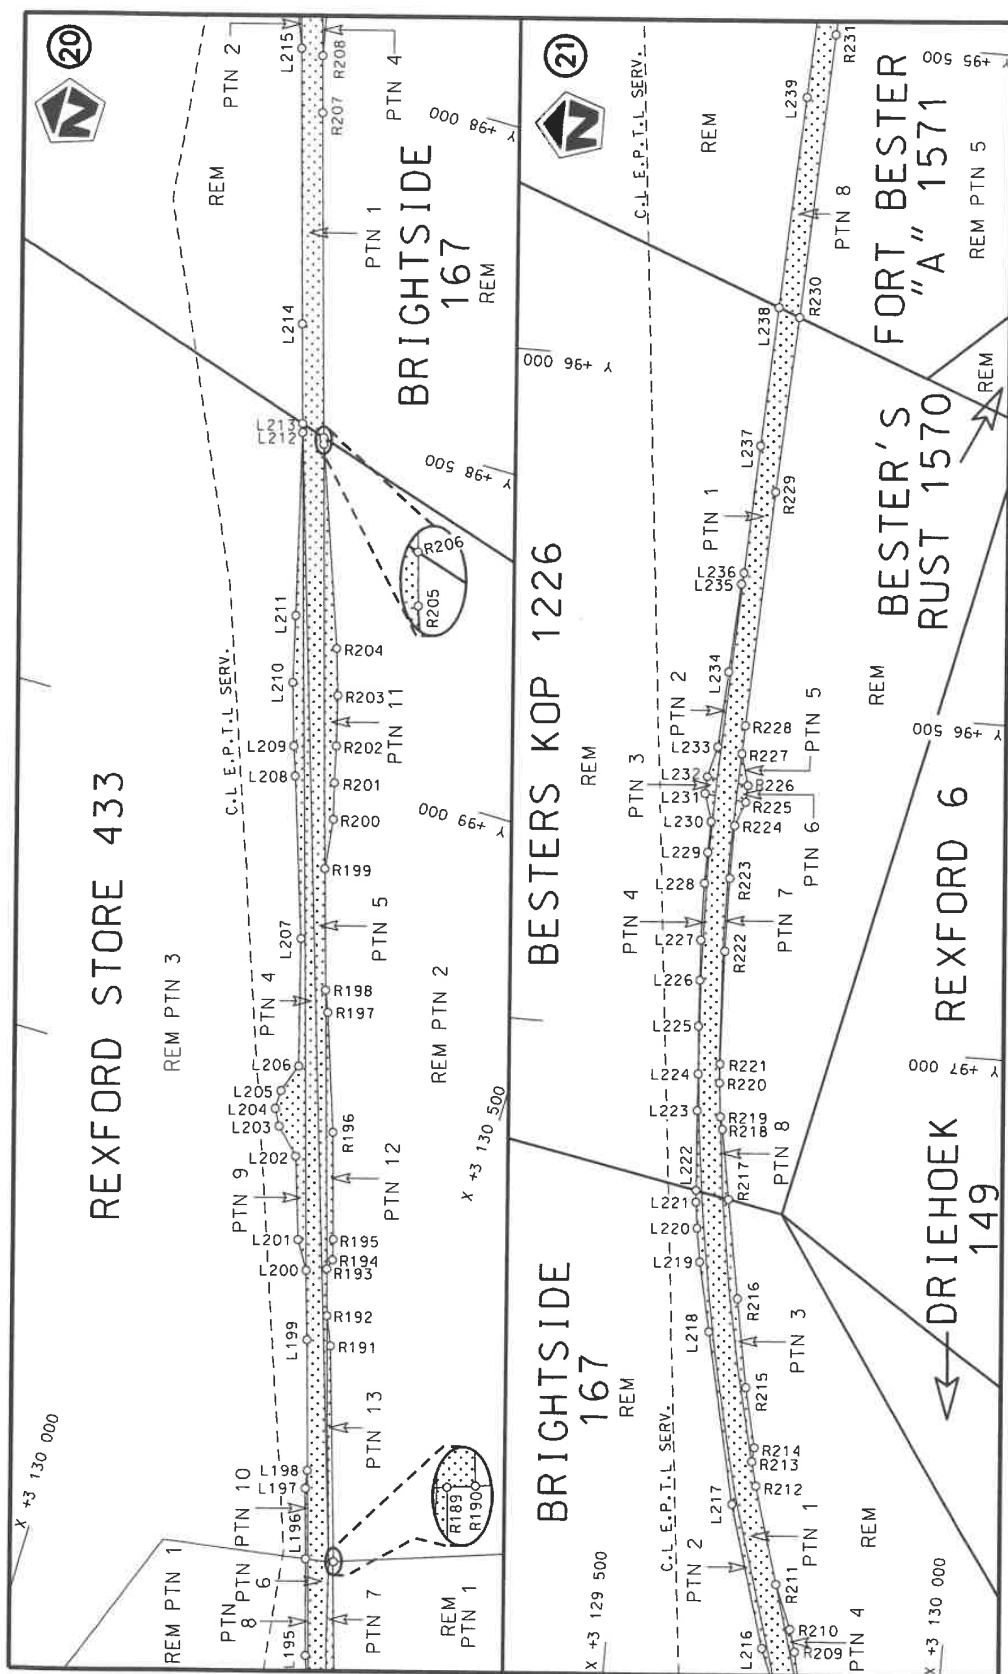 20
N
REXFORD STORE 433
REM PTN 3
REM PTN 2
REM PTN 1
REM
PTN 1
C.L E.P.T.L SERV.
X +3 130 000
X +3 130 500
Y +99 000
Y +98 500
Y +98 000
BRIGHTSIDE
167
REM
REM
PTN
8
PTN
6
PTN 10
PTN 9
PTN 4
PTN 2
PTN 7
PTN 13
PTN 12
PTN 5
PTN 11
PTN 1
PTN 4
L195
L196
L197
L198
L199
L200
L201
L202
L203
L204
L205
L206
L207
L208
L209
L210
L211
L212
L213
L214
L215
R189
R190
R191
R192
R193
R194
R195
R196
R197
R198
R199
R200
R201
R202
R203
R204
R205
R206
R207
R208
21
N
BRIGHTSIDE
167
REM
BESTERS KOP 1226
REM
C.L E.P.T.L SERV.
C.L E.P.T.L SERV.
REM
X +3 129 500
X +3 130 000
Y +97 000
Y +96 500
Y +96 000
Y +95 500
PTN 2
PTN 1
PTN 4
PTN 3
PTN 8
PTN 4
PTN 7
PTN 3
PTN 2
PTN 6
PTN 5
PTN 1
PTN 8
REM
REM
DRIEHOEK
149
REXFORD 6
BESTER'S
RUST 1570
REM
FORT BESTER
"A" 1571
REM PTN 5
L216
L217
L218
L219
L220
L221
L222
L223
L224
L225
L226
L227
L228
L229
L230
L231
L232
L233
L234
L235
L236
L237
L238
L239
R209
R210
R211
R212
R213
R214
R215
R216
R217
R218
R219
R220
R221
R222
R223
R224
R225
R226
R227
R228
R229
R230
R231